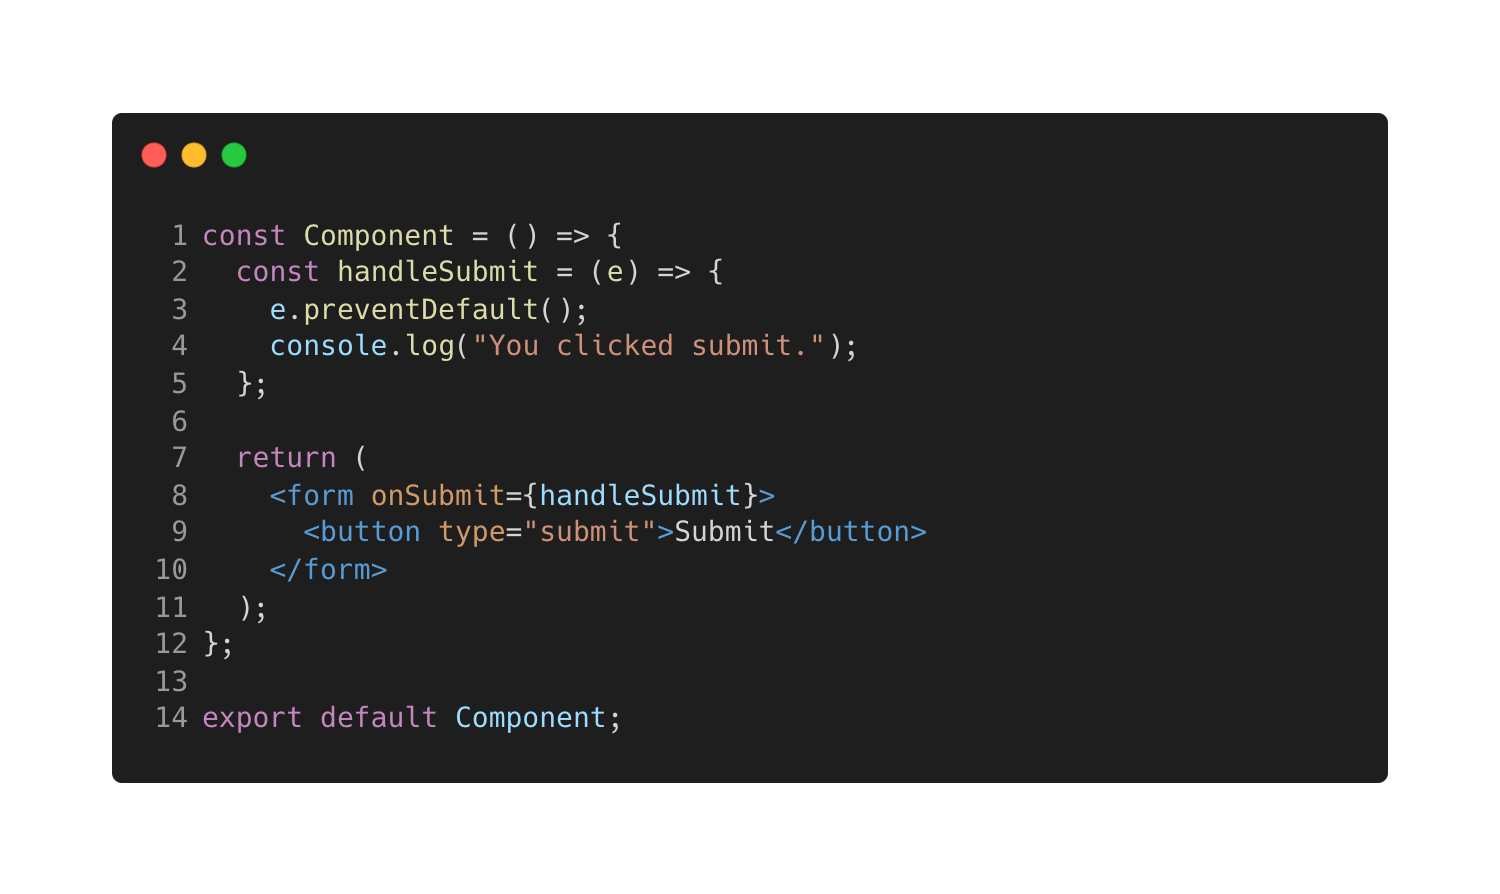 1 const Component = () => {
2   const handleSubmit = (e) => {
3     e.preventDefault();
4     console.log("You clicked submit.");
5   };
6
7   return (
8     <form onSubmit={handleSubmit}>
9       <button type="submit">Submit</button>
10     </form>
11   );
12 };
13
14 export default Component;